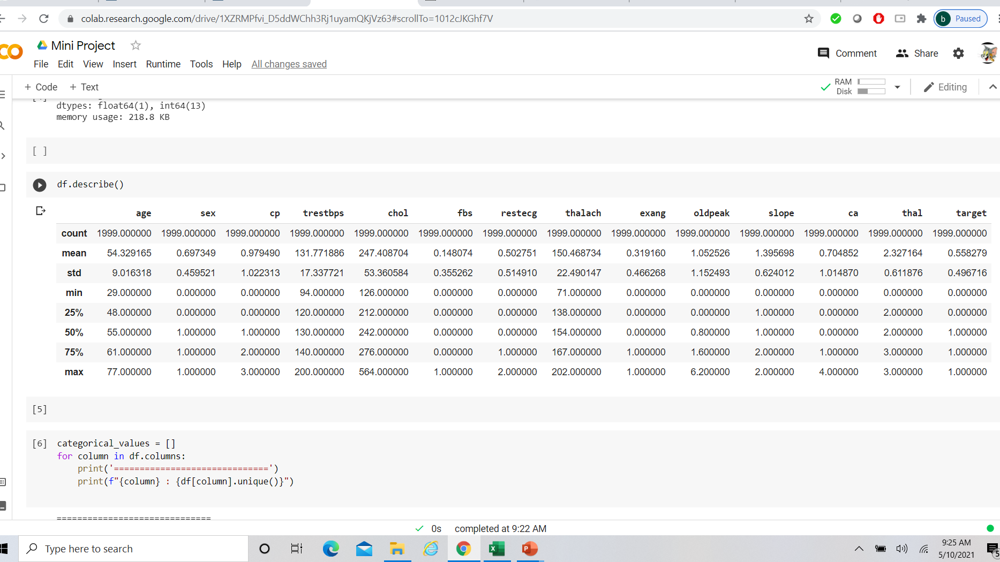 colab.research.google.com/drive/1XZRMPfvi_D5ddWChh3Rj1uyamQKjVz63#scrollTo=1012cJKGhf7V
b Paused
Mini Project
Comment Share
File Edit View Insert Runtime Tools Help All changes saved
+ Code + Text
RAM
Disk
Editing
dtypes: float64(1), int64(13)
memory usage: 218.8 KB
[ ]
df.describe()
age sex cp trestbps chol fbs restecg thalach exang oldpeak slope ca thal target
count 1999.000000 1999.000000 1999.000000 1999.000000 1999.000000 1999.000000 1999.000000 1999.000000 1999.000000 1999.000000 1999.000000 1999.000000 1999.000000 1999.000000
mean 54.329165 0.697349 0.979490 131.771886 247.408704 0.148074 0.502751 150.468734 0.319160 1.052526 1.395698 0.704852 2.327164 0.558279
std 9.016318 0.459521 1.022313 17.337721 53.360584 0.355262 0.514910 22.490147 0.466268 1.152493 0.624012 1.014870 0.611876 0.496716
min 29.000000 0.000000 0.000000 94.000000 126.000000 0.000000 0.000000 71.000000 0.000000 0.000000 0.000000 0.000000 0.000000 0.000000
25% 48.000000 0.000000 0.000000 120.000000 212.000000 0.000000 0.000000 138.000000 0.000000 0.000000 1.000000 0.000000 2.000000 0.000000
50% 55.000000 1.000000 1.000000 130.000000 242.000000 0.000000 0.000000 154.000000 0.000000 0.800000 1.000000 0.000000 2.000000 1.000000
75% 61.000000 1.000000 2.000000 140.000000 276.000000 0.000000 1.000000 167.000000 1.000000 1.600000 2.000000 1.000000 3.000000 1.000000
max 77.000000 1.000000 3.000000 200.000000 564.000000 1.000000 2.000000 202.000000 1.000000 6.200000 2.000000 4.000000 3.000000 1.000000
[5]
[6] categorical_values = []
for column in df.columns:
print('==============================')
print(f"{column} : {df[column].unique()}")
==============================
0s completed at 9:22 AM
Type here to search
9:25 AM
5/10/2021
5